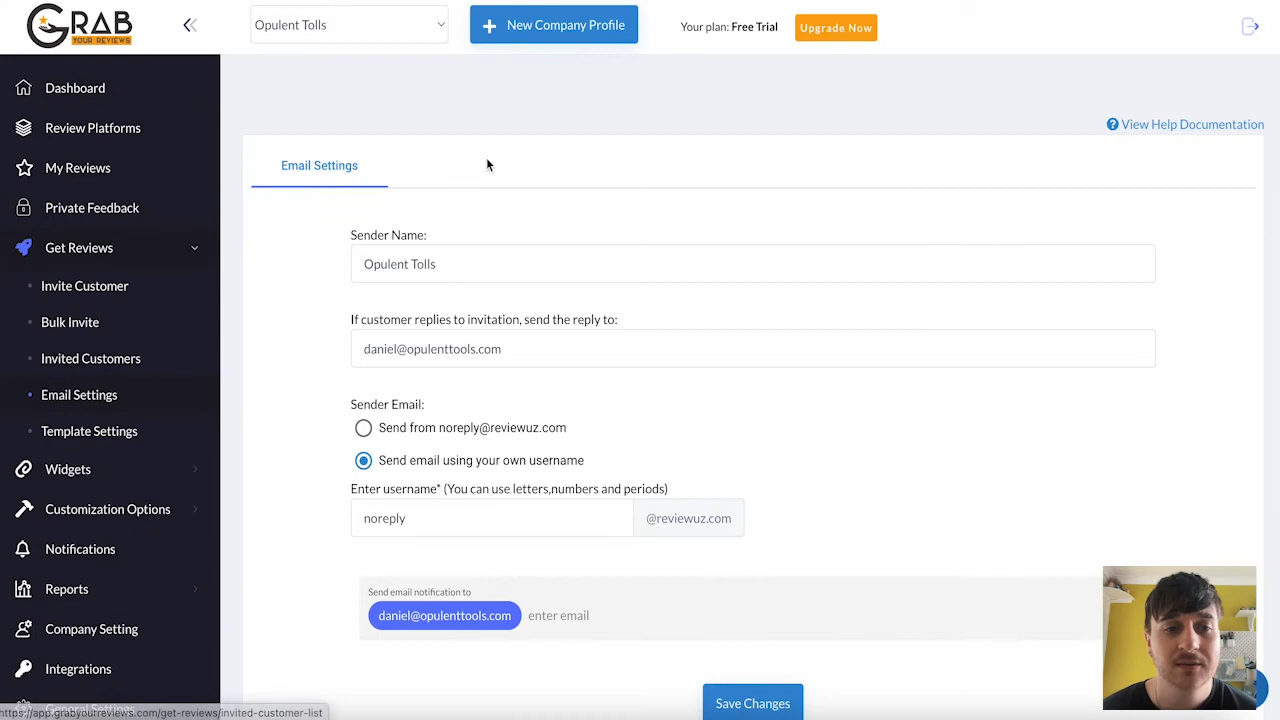 GRAB
YOUR REVIEWS
Opulent Tolls
New Company Profile
Your plan: Free Trial
Upgrade Now
Dashboard
Review Platforms
My Reviews
Private Feedback
Get Reviews
Invite Customer
Bulk Invite
Invited Customers
Email Settings
Template Settings
Widgets
Customization Options
Notifications
Reports
Company Setting
Integrations
General Settings
https://app.grabyourreviews.com/get-reviews/invited-customer-list
View Help Documentation
Email Settings
Sender Name:
Opulent Tolls
If customer replies to invitation, send the reply to:
daniel@opulenttools.com
Sender Email:
Send from noreply@reviewuz.com
Send email using your own username
Enter username* (You can use letters,numbers and periods)
noreply @reviewuz.com
Send email notification to
daniel@opulenttools.com enter email
Save Changes